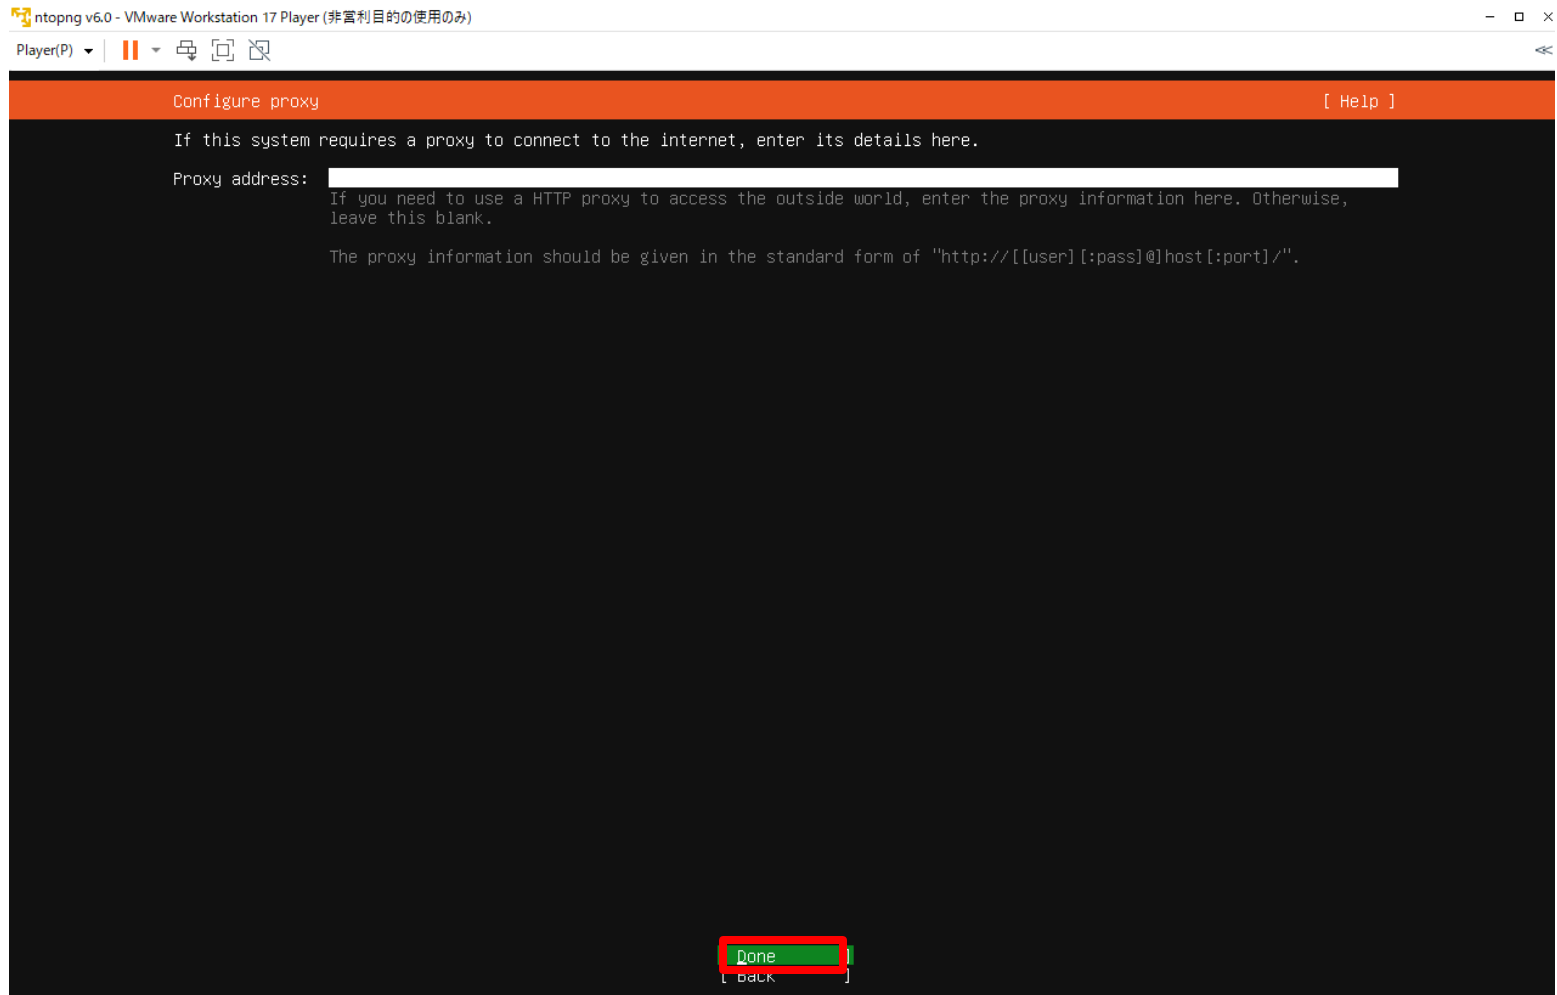 ntopng v6.0 - VMware Workstation 17 Player (非営利目的の使用のみ)
Player(P)
Configure proxy [ Help ]
If this system requires a proxy to connect to the internet, enter its details here.
Proxy address:
If you need to use a HTTP proxy to access the outside world, enter the proxy information here. Otherwise,
leave this blank.
The proxy information should be given in the standard form of "http://[[user][:pass]@]host[:port]/".
Done ]
[ Back ]